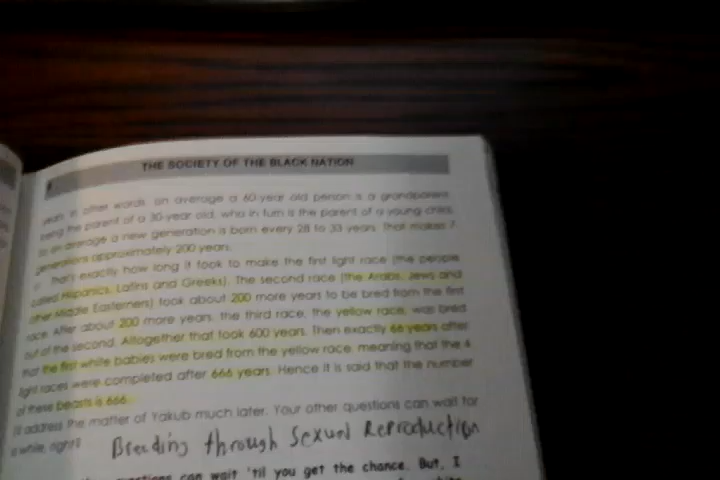 THE SOCIETY OF THE BLACK NATION
years. In other words, on average a 60-year old person is a grandparent,
being the parent of a 30-year old, who in turn is the parent of a young child.
So on average a new generation is born every 28 to 33 years. That makes 7
generations approximately 200 years.
That's exactly how long it took to make the first light race (the people
called Hispanics, Latins and Greeks). The second race (the Arabs, Jews and
other Middle Easterners) took about 200 more years to be bred from the first
race. After about 200 more years, the third race, the yellow race, was bred
out of the second. Altogether that took 600 years. Then exactly 66 years after
that the first white babies were bred from the yellow race, meaning that the 4
light races were completed after 666 years. Hence it is said that the number
of these beasts is 666.
I'll address the matter of Yakub much later. Your other questions can wait for
a while, right?
Breeding through Sexual Reproduction
questions can wait 'til you get the chance. But, I